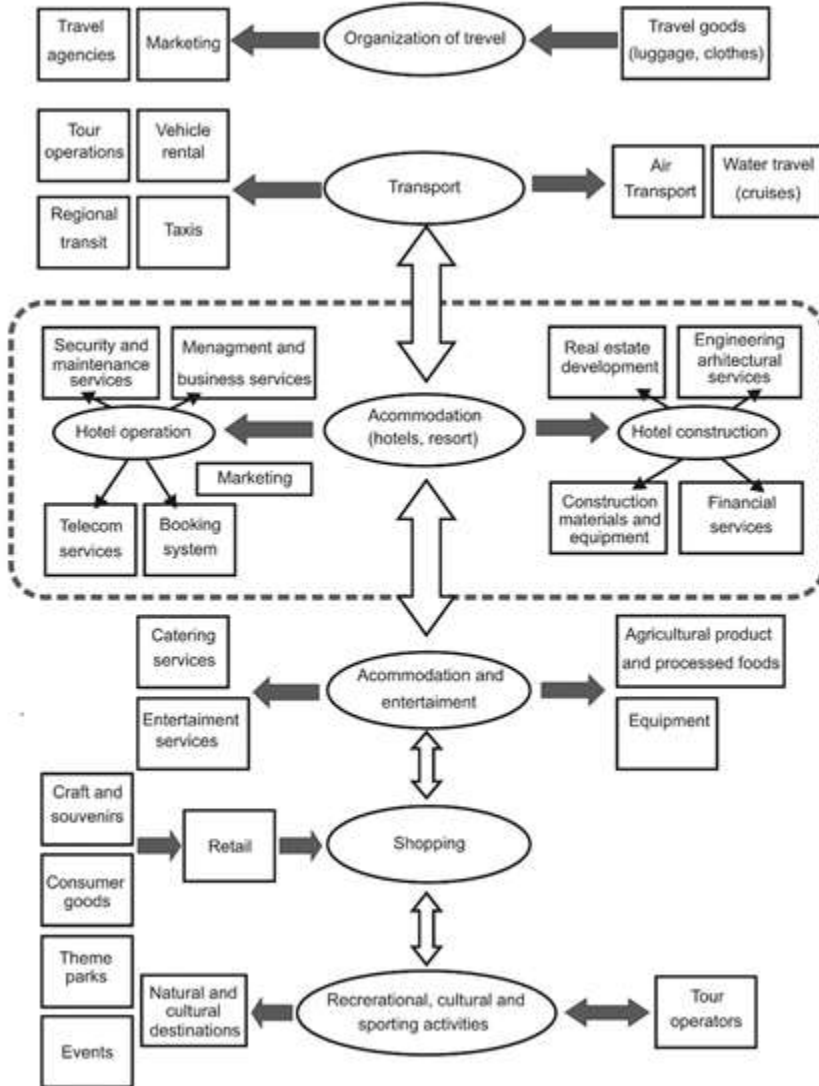 Travel
agencies
Marketing
Organization of trevel
Travel goods
(luggage, clothes)
Tour
operations
Vehicle
rental
Regional
transit
Taxis
Transport
Air
Transport
Water travel
(cruises)
Security and
maintenance
services
Menagment and
business services
Hotel operation
Marketing
Telecom
services
Booking
system
Acommodation
(hotels, resort)
Real estate
development
Engineering
arhitectural
services
Hotel construction
Construction
materials and
equipment
Financial
services
Catering
services
Entertaiment
services
Acommodation and
entertaiment
Agricultural product
and processed foods
Equipment
Craft and
souvenirs
Consumer
goods
Retail
Shopping
Theme
parks
Events
Natural and
cultural
destinations
Recrerational, cultural and
sporting activities
Tour
operators